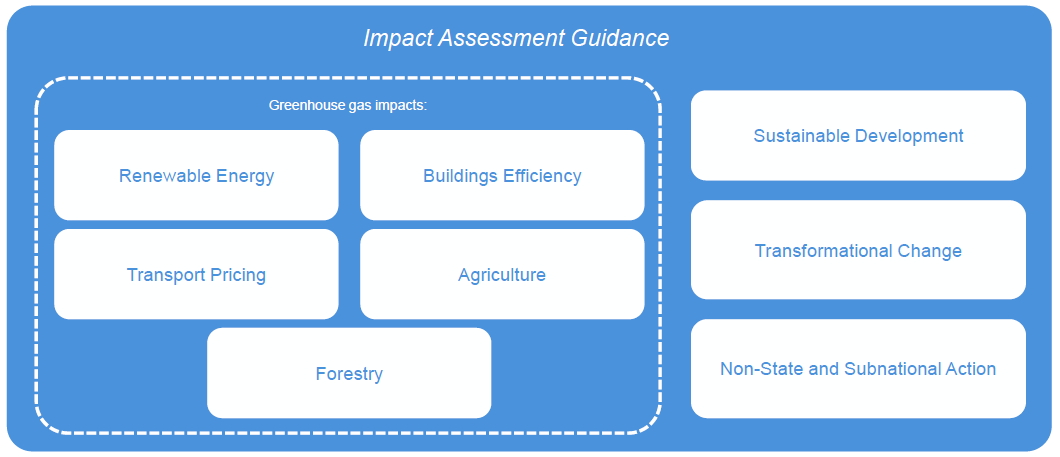 Impact Assessment Guidance
Greenhouse gas impacts:
Renewable Energy
Buildings Efficiency
Transport Pricing
Agriculture
Forestry
Sustainable Development
Transformational Change
Non-State and Subnational Action